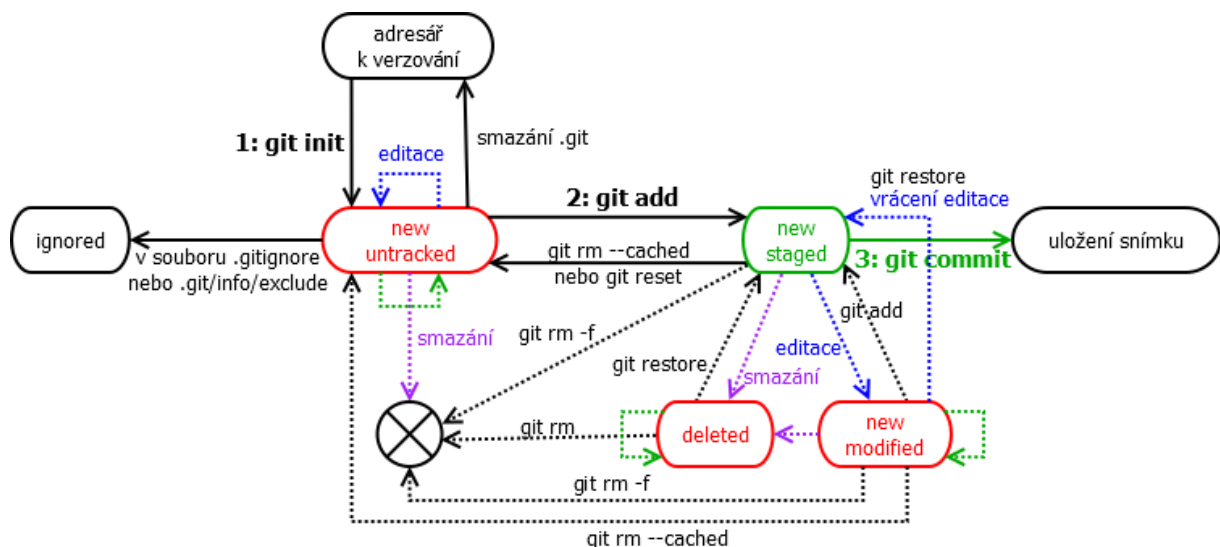 adresář
k verzování
1: git init
smazání .git
editace
2: git add
git restore
vrácení editace
ignored
new
untracked
new
staged
uložení snímku
v souboru .gitignore
nebo .git/info/exclude
git rm --cached
nebo git reset
3: git commit
git add
smazání
git rm -f
editace
git restore
smazání
git rm
deleted
new
modified
git rm -f
git rm --cached